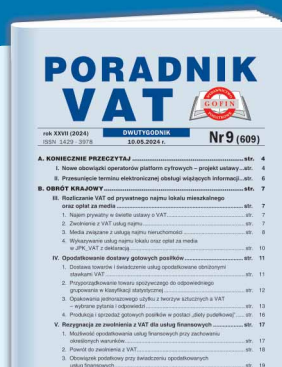 PORADNIK
VAT
GOFIN
rok XXVII (2024)
ISSN 1429 - 3978
DWUTYGODNIK
10.05.2024 r.
Nr 9 (609)
A. KONIECZNIE PRZECZYTAJ str. 4
I. Nowe obowiązki operatorów platform cyfrowych – projekt ustawy str. 4
II. Przesunięcie terminu elektronicznej obsługi wiążących informacji str. 6
B. OBRÓT KRAJOWY str. 7
III. Rozliczanie VAT od prywatnego najmu lokalu mieszkalnego
oraz opłat za media str. 7
1. Najem prywatny w świetle ustawy o VAT str. 7
2. Zwolnienie z VAT usług najmu str. 7
3. Media związane z usługą najmu nieruchomości str. 8
4. Wykazywanie usług najmu lokalu oraz opłat za media
w JPK_VAT z deklaracją str. 10
IV. Opodatkowanie dostawy gotowych posiłków str. 11
1. Dostawa towarów i świadczenie usług opodatkowane obniżonymi
stawkami VAT str. 11
2. Przyporządkowanie towaru spożywczego do odpowiedniego
grupowania w klasyfikacji statystycznej str. 12
3. Opakowania jednorazowego użytku z tworzyw sztucznych a VAT
– wybrane pytania i odpowiedzi str. 13
4. Produkcja i sprzedaż gotowych posiłków w postaci „diety pudełkowej" str. 16
V. Rezygnacja ze zwolnienia z VAT dla usług finansowych str. 17
1. Możliwość opodatkowania usług finansowych przy zachowaniu
określonych warunków str. 17
2. Powrót do zwolnienia z VAT str. 18
3. Obowiązek podatkowy przy świadczeniu opodatkowanych
usług finansowych str. 19